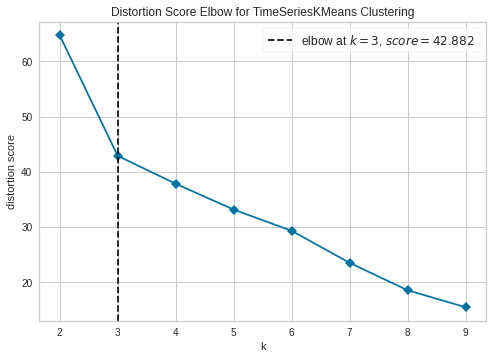 Distortion Score Elbow for TimeSeriesKMeans Clustering
elbow at k = 3, score = 42.882
distortion score
60
50
40
30
20
2 3 4 5 6 7 8 9
k